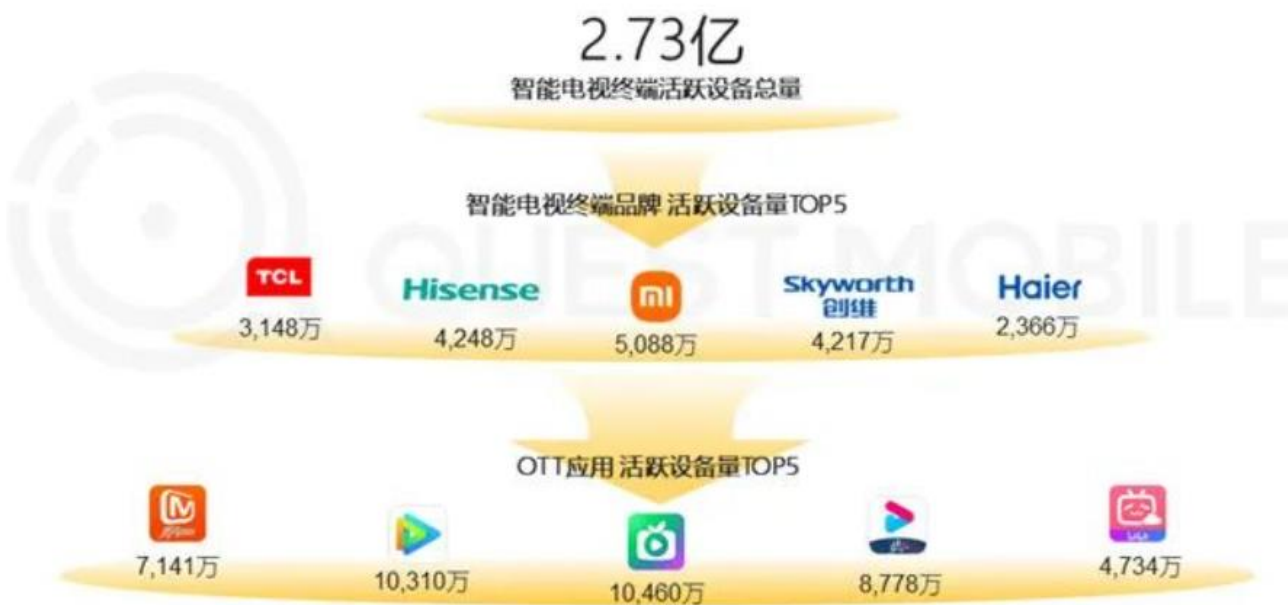 2.73亿
智能电视终端活跃设备总量
智能电视终端品牌 活跃设备量TOP5
TCL
Hisense
mi
Skyworth
创维
Haier
3,148万
4,248万
5,088万
4,217万
2,366万
QUEST MOBILE
OTT应用 活跃设备量TOP5
7,141万
10,310万
10,460万
8,778万
4,734万